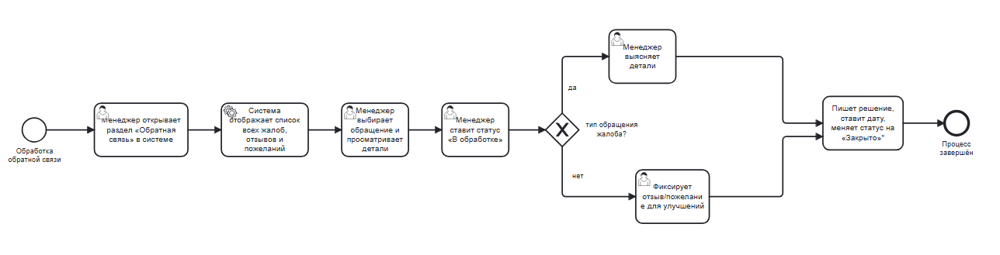 Обработка
обратной связи
Менеджер открывает
раздел «Обратная
связь» в системе
Система
отображает список
всех жалоб,
отзывов и
пожеланий
Менеджер
выбирает
обращение и
просматривает
детали
Менеджер
ставит статус
«В обработке»
тип обращения
жалоба?
да
Менеджер
выясняет
детали
нет
Фиксирует
отзыв/пожелани
е для улучшений
Пишет решение,
ставит дату,
меняет статус на
«Закрыто»"
Процесс
завершён